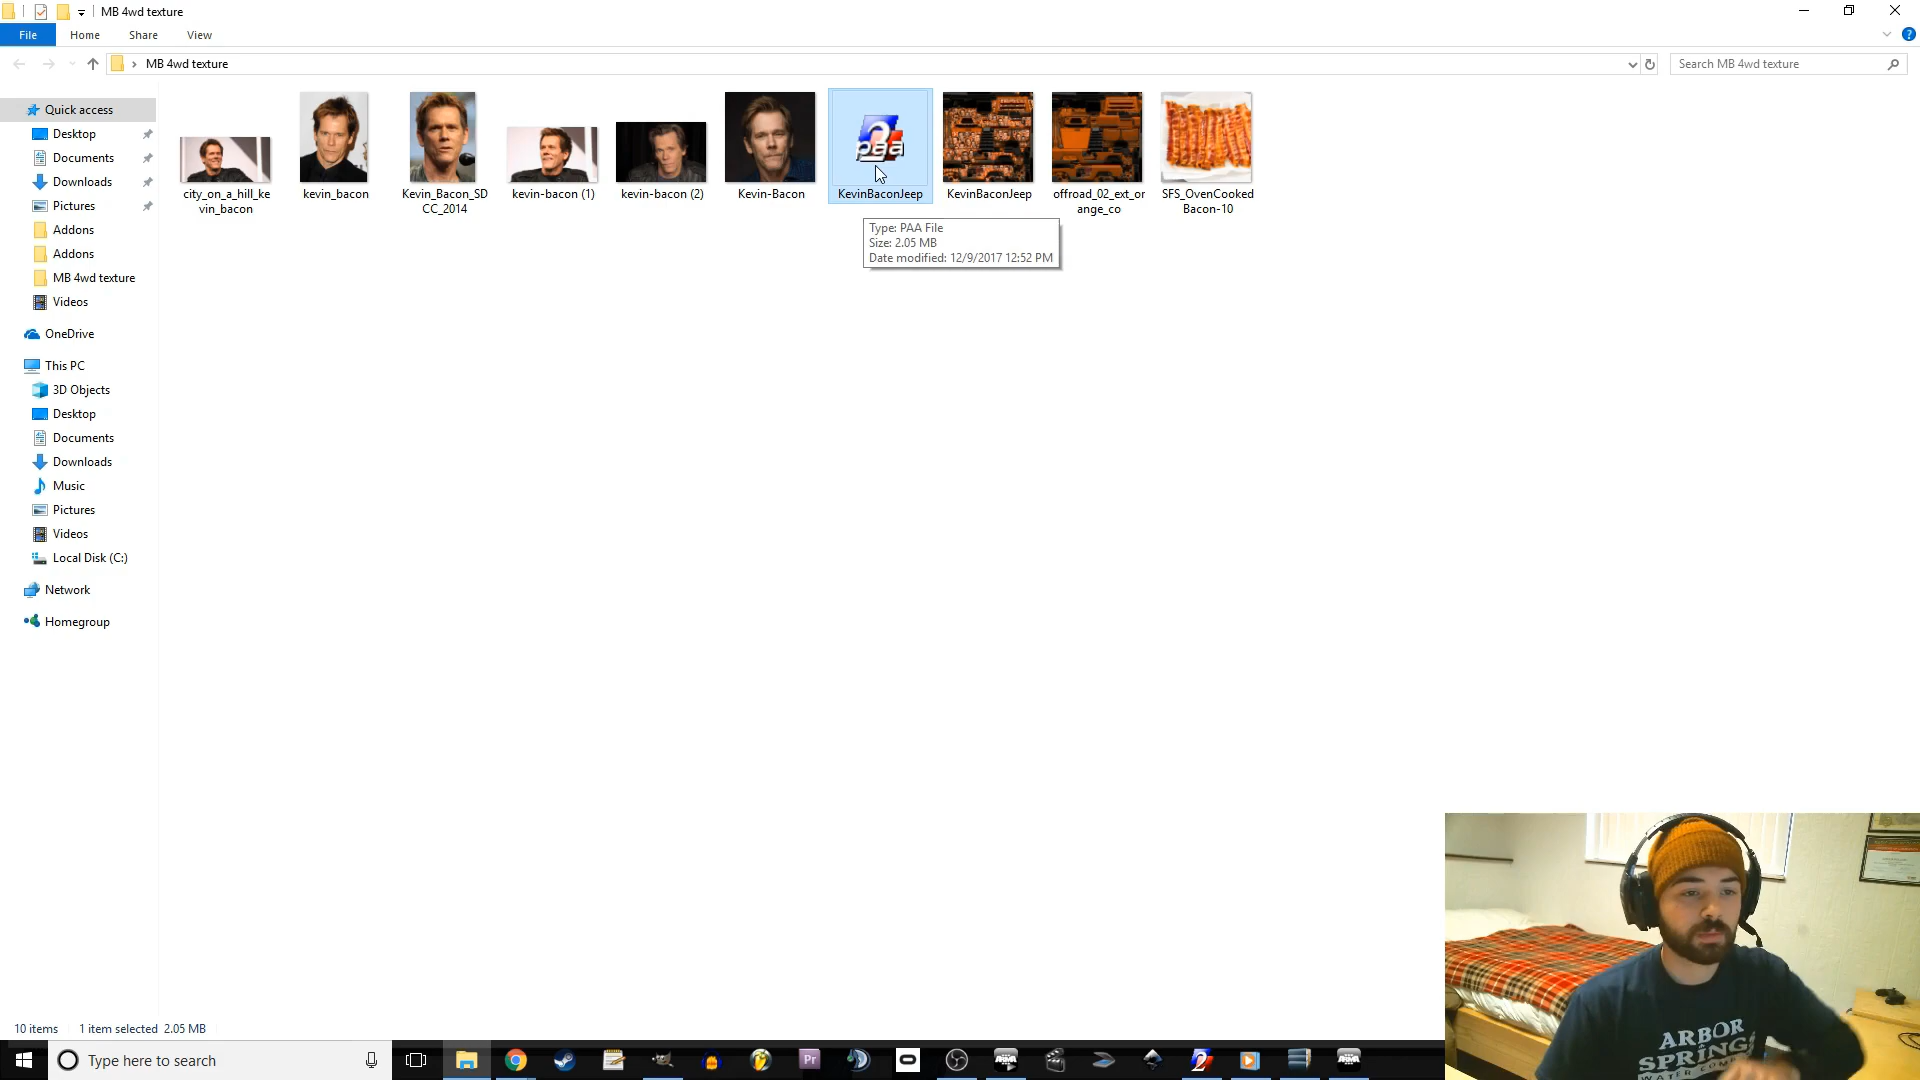 MB 4wd texture
File Home Share View
MB 4wd texture
Search MB 4wd texture
Quick access
Desktop
Documents
Downloads
Pictures
Addons
Addons
MB 4wd texture
Videos
OneDrive
This PC
3D Objects
Desktop
Documents
Downloads
Music
Pictures
Videos
Local Disk (C:)
Network
Homegroup
city_on_a_hill_ke
vin_bacon
kevin_bacon
Kevin_Bacon_SD
CC_2014
kevin-bacon (1)
kevin-bacon (2)
Kevin-Bacon
paa
KevinBaconJeep
KevinBaconJeep
offroad_02_ext_or
ange_co
SFS_OvenCooked
Bacon-10
Type: PAA File
Size: 2.05 MB
Date modified: 12/9/2017 12:52 PM
10 items 1 item selected 2.05 MB
Type here to search
Pr
ARBOR
SPRINGS
WATER COMP